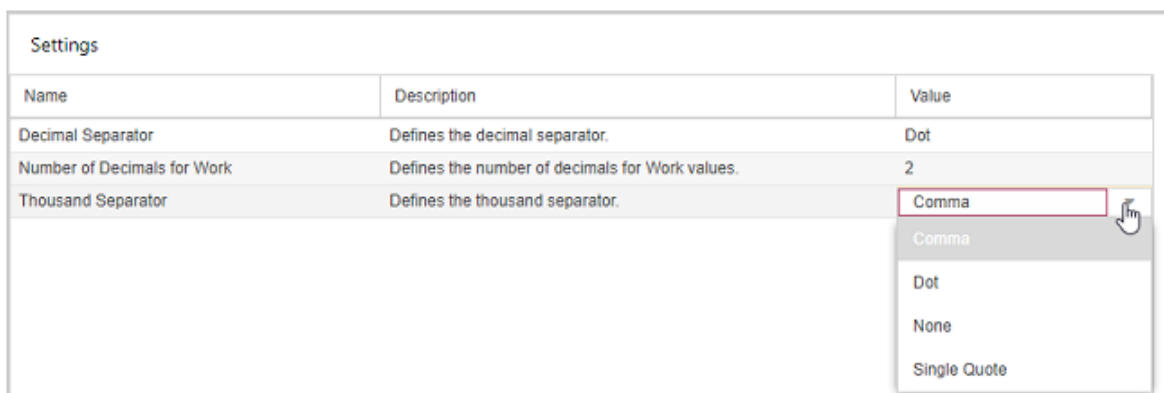 Settings
Name Description Value
Decimal Separator Defines the decimal separator. Dot
Number of Decimals for Work Defines the number of decimals for Work values. 2
Thousand Separator Defines the thousand separator. Comma
Comma
Dot
None
Single Quote